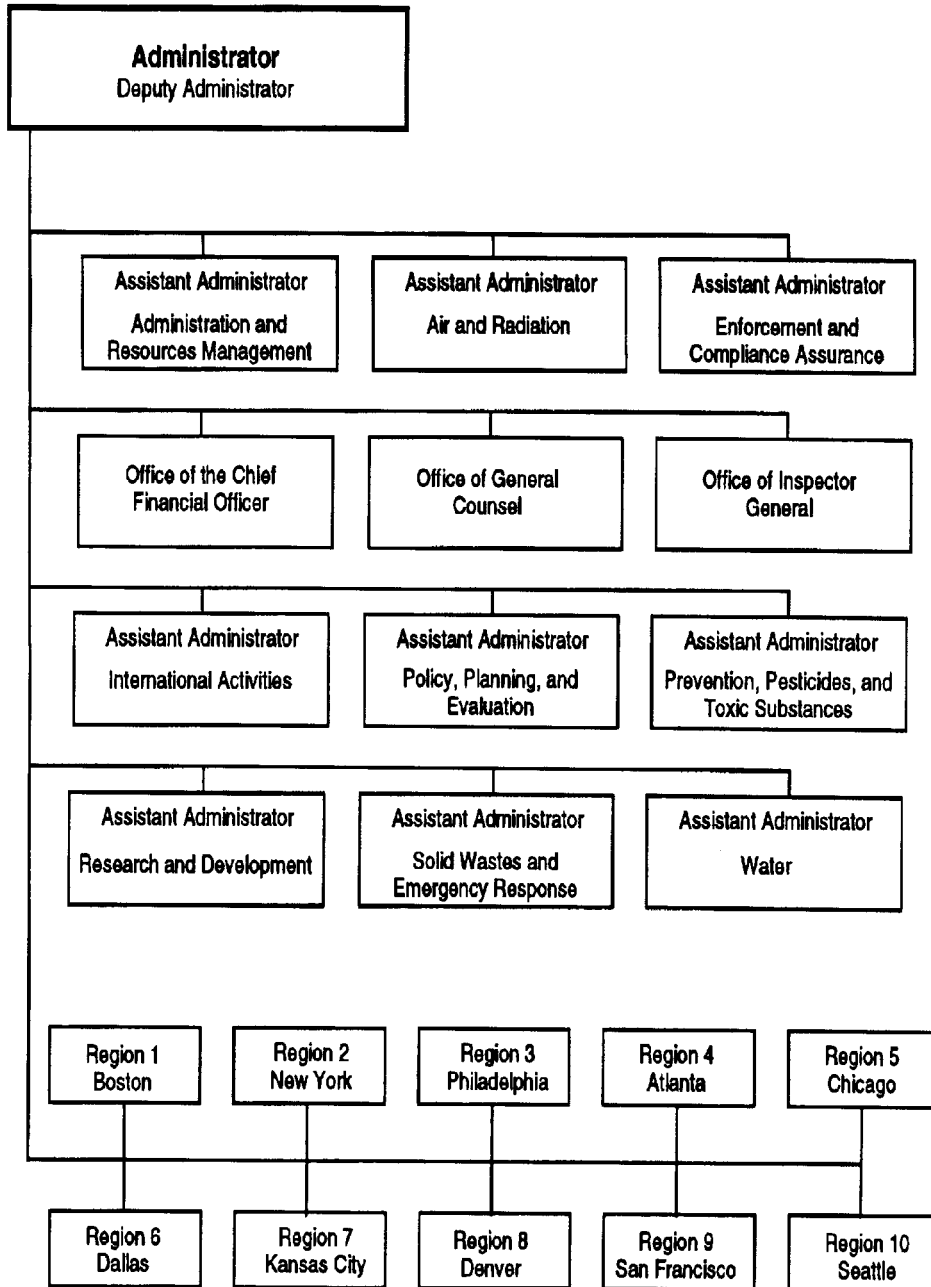 Administrator
Deputy Administrator
Assistant Administrator
Administration and
Resources Management
Assistant Administrator
Air and Radiation
Assistant Administrator
Enforcement and
Compliance Assurance
Office of the Chief
Financial Officer
Office of General
Counsel
Office of Inspector
General
Assistant Administrator
International Activities
Assistant Administrator
Policy, Planning, and
Evaluation
Assistant Administrator
Prevention, Pesticides, and
Toxic Substances
Assistant Administrator
Research and Development
Assistant Administrator
Solid Wastes and
Emergency Response
Assistant Administrator
Water
Region 1
Boston
Region 2
New York
Region 3
Philadelphia
Region 4
Atlanta
Region 5
Chicago
Region 6
Dallas
Region 7
Kansas City
Region 8
Denver
Region 9
San Francisco
Region 10
Seattle